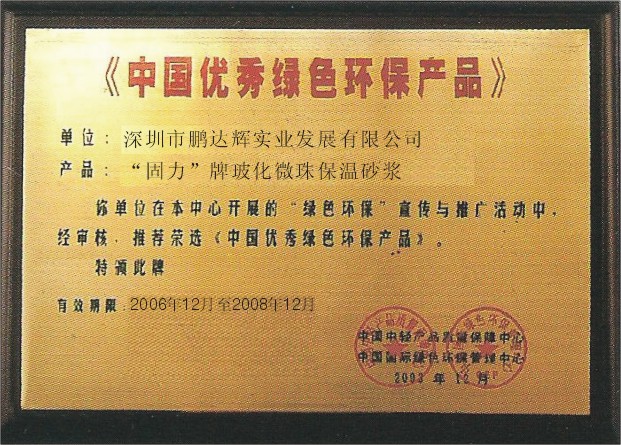 《中国优秀绿色环保产品》
单位：深圳市鹏达辉实业发展有限公司
产品：“固力”牌玻化微珠保温砂浆
你单位在本中心开展的“绿色环保”宣传与推广活动中，
经审核、推荐荣选《中国优秀绿色环保产品》。
特颁此牌
有效期限：2006年12月至2008年12月
中国中轻产品质量保障中心
中国国际绿色环保管理中心
2003 年 12 月